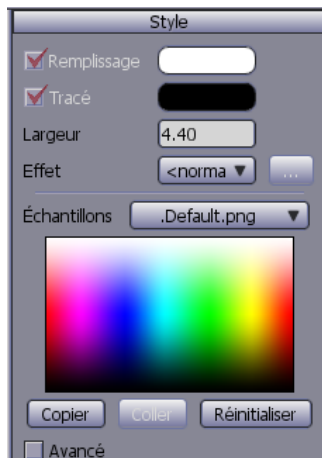 Style
Remplissage
Tracé
Largeur 4.40
Effet <norma ...
Échantillons .Default.png
Copier Coller Réinitialiser
Avancé